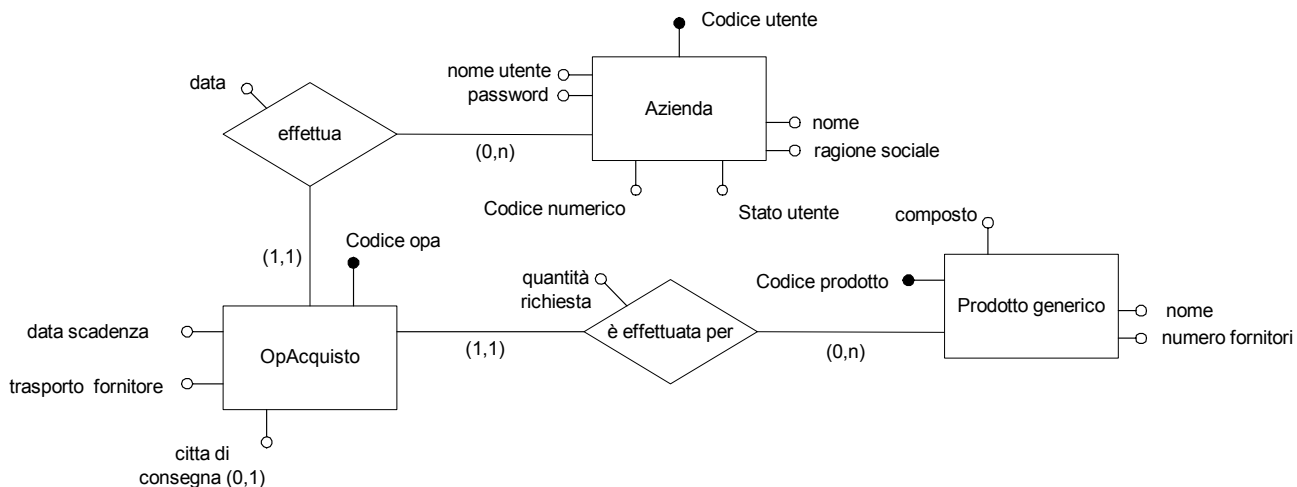 Codice utente
nome utente
password
data
Azienda
effettua
nome
ragione sociale
(0,n)
Codice numerico
Stato utente
composto
Codice opa
(1,1)
quantità
richiesta
Codice prodotto
Prodotto generico
nome
numero fornitori
data scadenza
OpAcquisto
(1,1)
è effettuata per
(0,n)
trasporto fornitore
citta di
consegna (0,1)